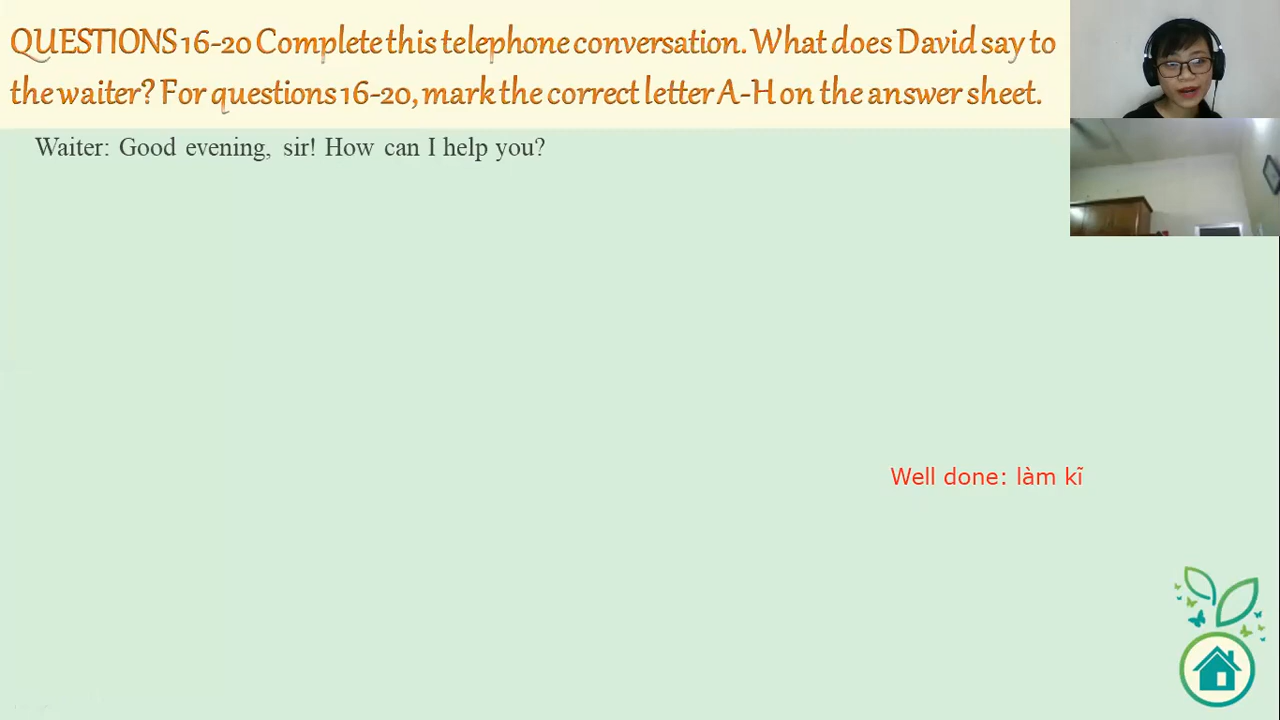 QUESTIONS 16-20 Complete this telephone conversation. What does David say to
the waiter? For questions 16-20, mark the correct letter A-H on the answer sheet.
Waiter: Good evening, sir! How can I help you?
Well done: làm kĩ